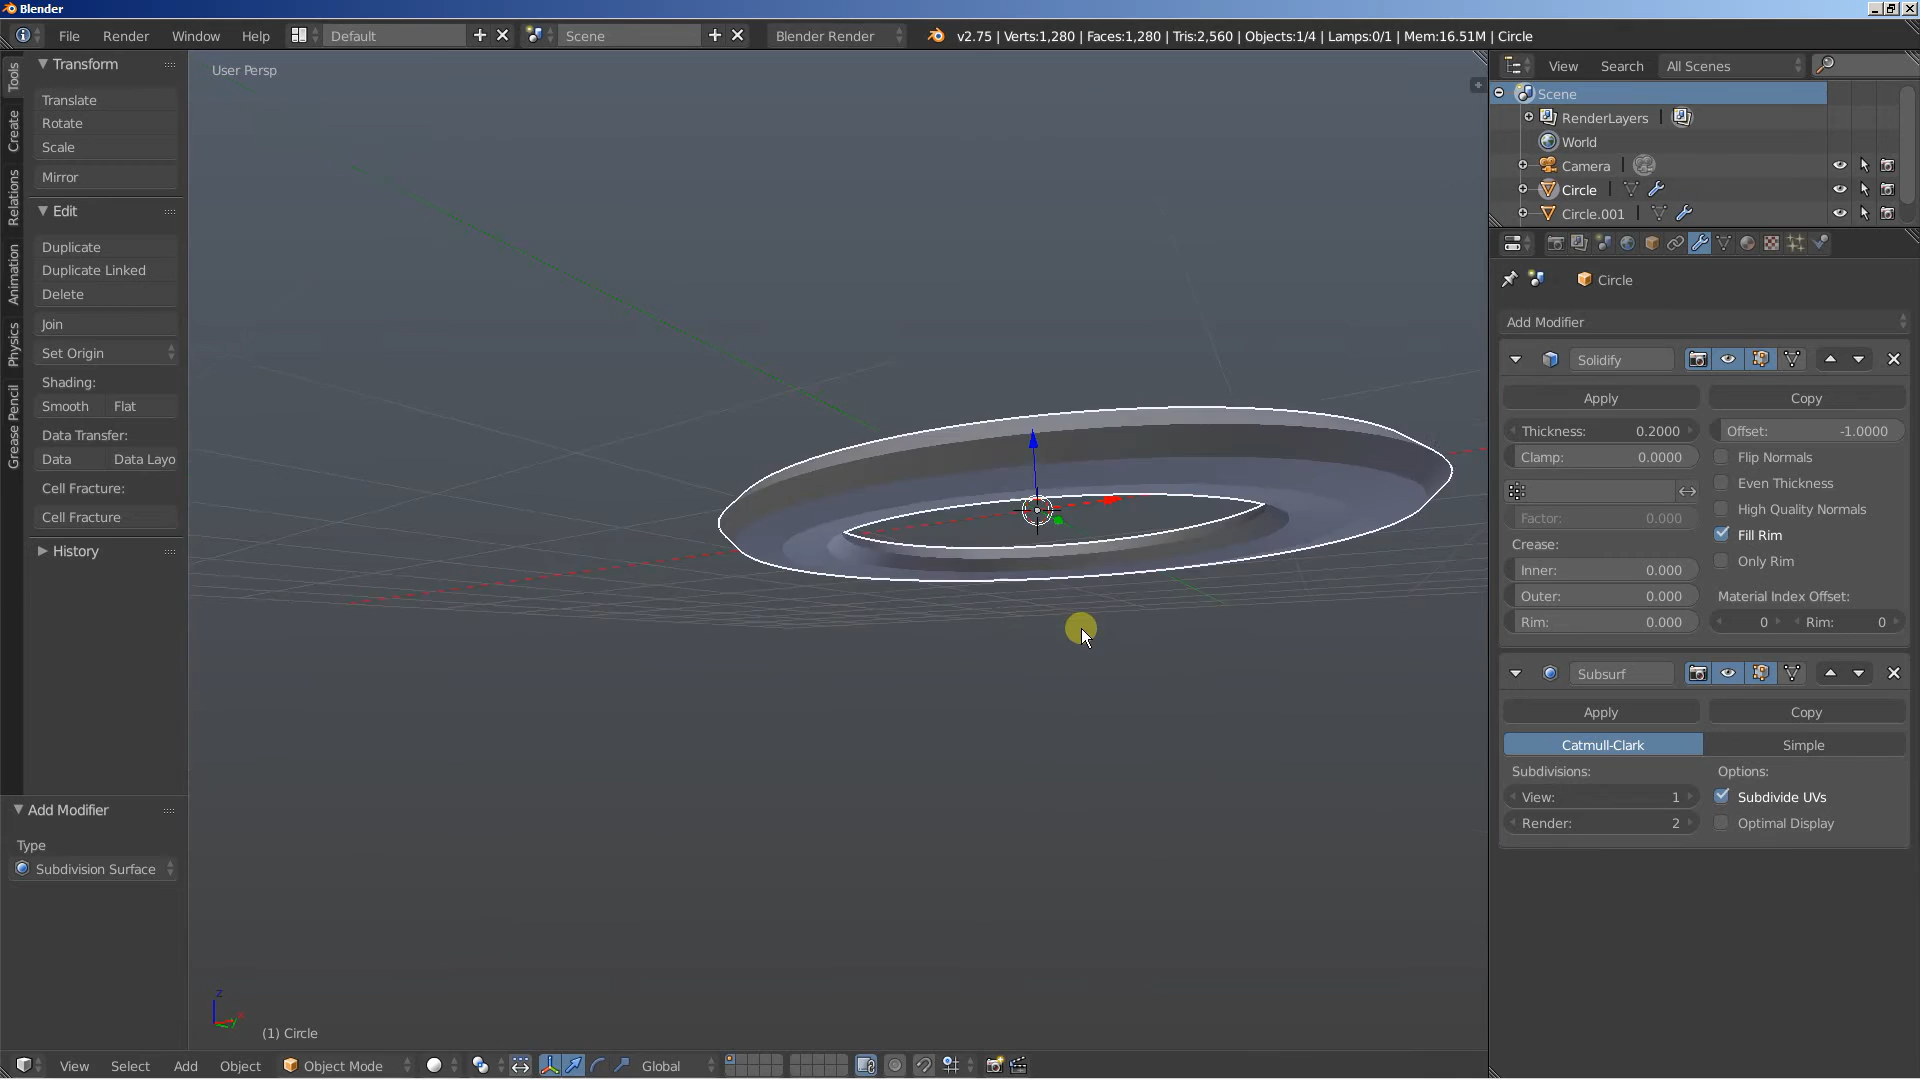 Blender
File Render Window Help Default Scene Blender Render v2.75 | Verts:1,280 | Faces:1,280 | Tris:2,560 | Objects:1/4 | Lamps:0/1 | Mem:16.51M | Circle
Tools
Create
Relations
Animation
Physics
Grease Pencil
Transform
Translate
Rotate
Scale
Mirror
Edit
Duplicate
Duplicate Linked
Delete
Join
Set Origin
Shading:
Smooth Flat
Data Transfer:
Data Data Layo
Cell Fracture:
Cell Fracture
History
Add Modifier
Type
Subdivision Surface
User Persp
z
x
y
(1) Circle
View Select Add Object Object Mode Global
View Search All Scenes
Scene
RenderLayers
World
Camera
Circle
Circle.001
Circle
Add Modifier
Solidify
Apply Copy
Thickness: 0.2000 Offset: -1.0000
Clamp: 0.0000 Flip Normals
Even Thickness
Factor: 0.000 High Quality Normals
Crease: Fill Rim
Inner: 0.000 Only Rim
Outer: 0.000 Material Index Offset:
Rim: 0.000 0 Rim: 0
Subsurf
Apply Copy
Catmull-Clark Simple
Subdivisions: Options:
View: 1 Subdivide UVs
Render: 2 Optimal Display